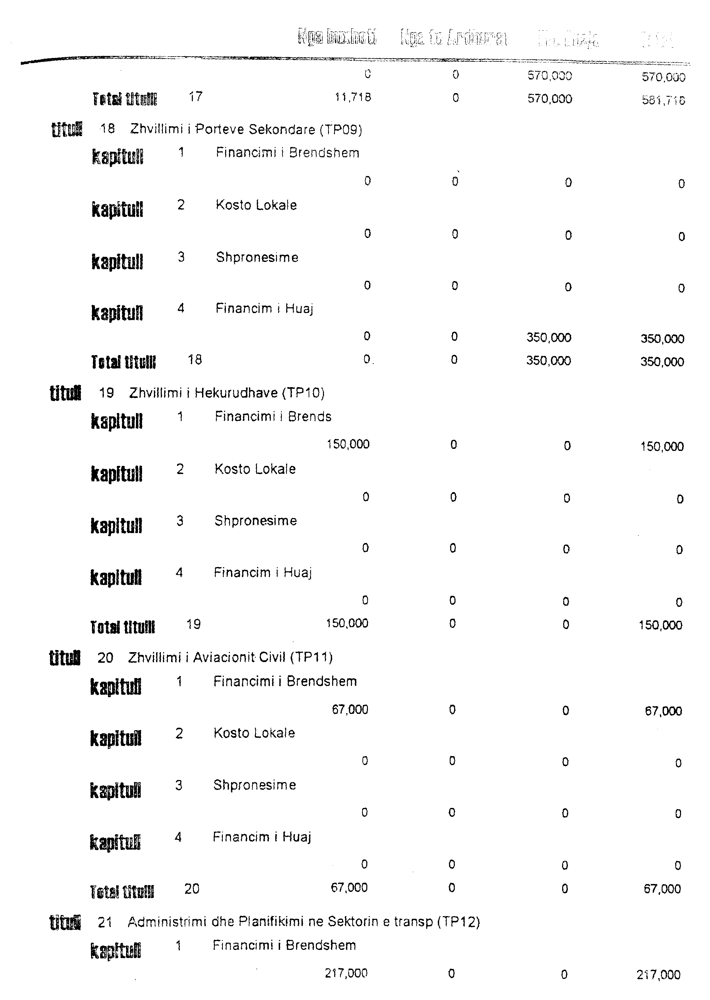 Nga buxheti Nga te Ardhurat Fin. Huaja Total
0 0 570,000 570,000
Total titulli 17 11,718 0 570,000 581,718
titull 18 Zhvillimi i Porteve Sekondare (TP09)
kapitull 1 Financimi i Brendshem
0 0 0 0
kapitull 2 Kosto Lokale
0 0 0 0
kapitull 3 Shpronesime
0 0 0 0
kapitull 4 Financim i Huaj
0 0 350,000 350,000
Total titulli 18 0 0 350,000 350,000
titull 19 Zhvillimi i Hekurudhave (TP10)
kapitull 1 Financimi i Brends
150,000 0 0 150,000
kapitull 2 Kosto Lokale
0 0 0 0
kapitull 3 Shpronesime
0 0 0 0
kapitull 4 Financim i Huaj
0 0 0 0
Total titulli 19 150,000 0 0 150,000
titull 20 Zhvillimi i Aviacionit Civil (TP11)
kapitull 1 Financimi i Brendshem
67,000 0 0 67,000
kapitull 2 Kosto Lokale
0 0 0 0
kapitull 3 Shpronesime
0 0 0 0
kapitull 4 Financim i Huaj
0 0 0 0
Total titulli 20 67,000 0 0 67,000
titull 21 Administrimi dhe Planifikimi ne Sektorin e transp (TP12)
kapitull 1 Financimi i Brendshem
217,000 0 0 217,000